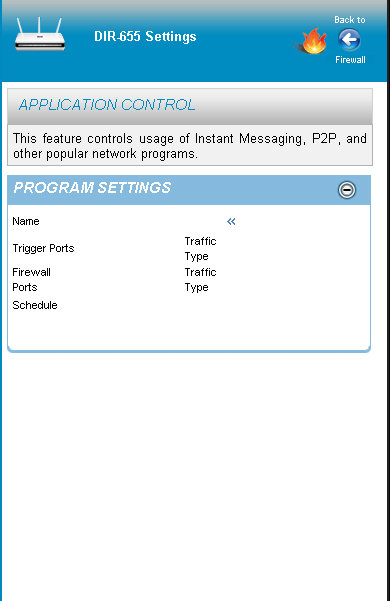 Back to
DIR-655 Settings
Firewall
APPLICATION CONTROL
This feature controls usage of Instant Messaging, P2P, and
other popular network programs.
PROGRAM SETTINGS
Name «
Trigger Ports Traffic
Type
Firewall Traffic
Ports Type
Schedule